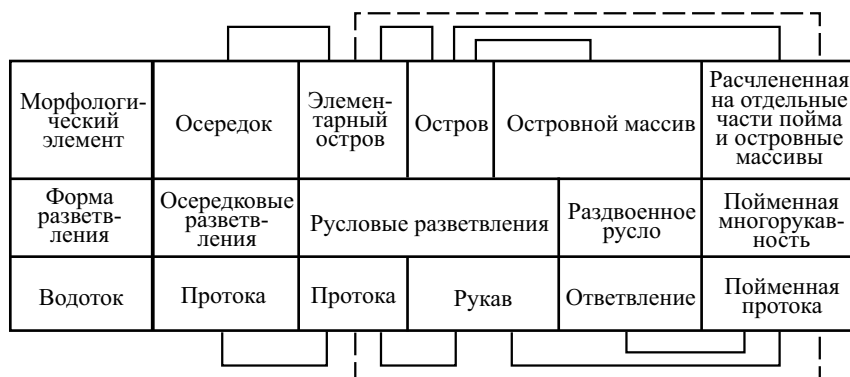 Морфологи-
ческий
элемент
Осередок
Элемен-
тарный
остров
Остров
Островной массив
Расчлененная
на отдельные
части пойма
и островные
массивы
Форма
разветв-
ления
Осередковые
разветв-
ления
Русловые разветвления
Раздвоенное
русло
Пойменная
многорукав-
ность
Водоток
Протока
Протока
Рукав
Ответвление
Пойменная
протока